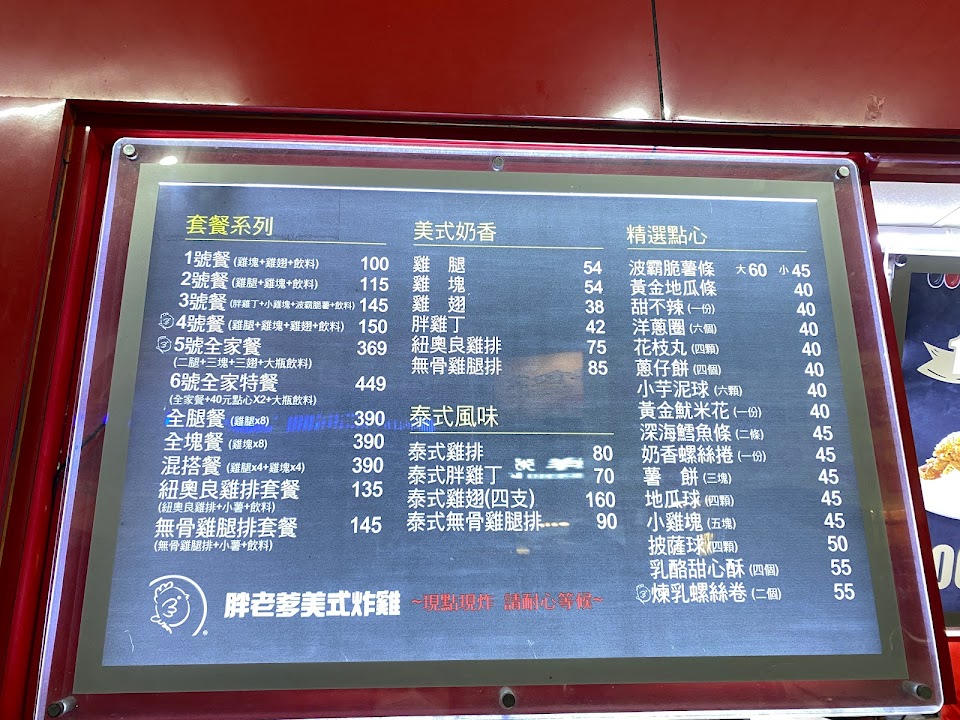 套餐系列
1號餐 (雞塊+雞翅+飲料) 100
2號餐 (雞腿+雞塊+飲料) 115
3號餐 (胖雞丁+小雞塊+波霸脆薯+飲料) 145
4號餐 (雞腿+雞塊+雞翅+飲料) 150
5號全家餐 369
(二腿+三塊+三翅+大瓶飲料)
6號全家特餐 449
(全家餐+40元點心X2+大瓶飲料)
全腿餐 (雞腿x8) 390
全塊餐 (雞塊x8) 390
混搭餐 (雞腿x4+雞塊x4) 390
紐奧良雞排套餐 135
(紐奧良雞排+小薯+飲料)
無骨雞腿排套餐 145
(無骨雞腿排+小薯+飲料)
美式奶香
雞 腿 54
雞 塊 54
雞 翅 38
胖雞丁 42
紐奧良雞排 75
無骨雞腿排 85
泰式風味
泰式雞排 80
泰式胖雞丁 70
泰式雞翅(四支) 160
泰式無骨雞腿排 90
精選點心
波霸脆薯條 大60 小45
黃金地瓜條 40
甜不辣 (一份) 40
洋蔥圈 (六個) 40
花枝丸 (四顆) 40
蔥仔餅 (四個) 40
小芋泥球 (六顆) 40
黃金魷米花 (一份) 40
深海鱈魚條 (二條) 45
奶香螺絲捲 (一份) 45
薯 餅 (三塊) 45
地瓜球 (四顆) 45
小雞塊 (五塊) 45
披薩球 (四顆) 50
乳酪甜心酥 (四個) 55
煉乳螺絲卷 (二個) 55
胖老爹美式炸雞 ~現點現炸 請耐心等候~